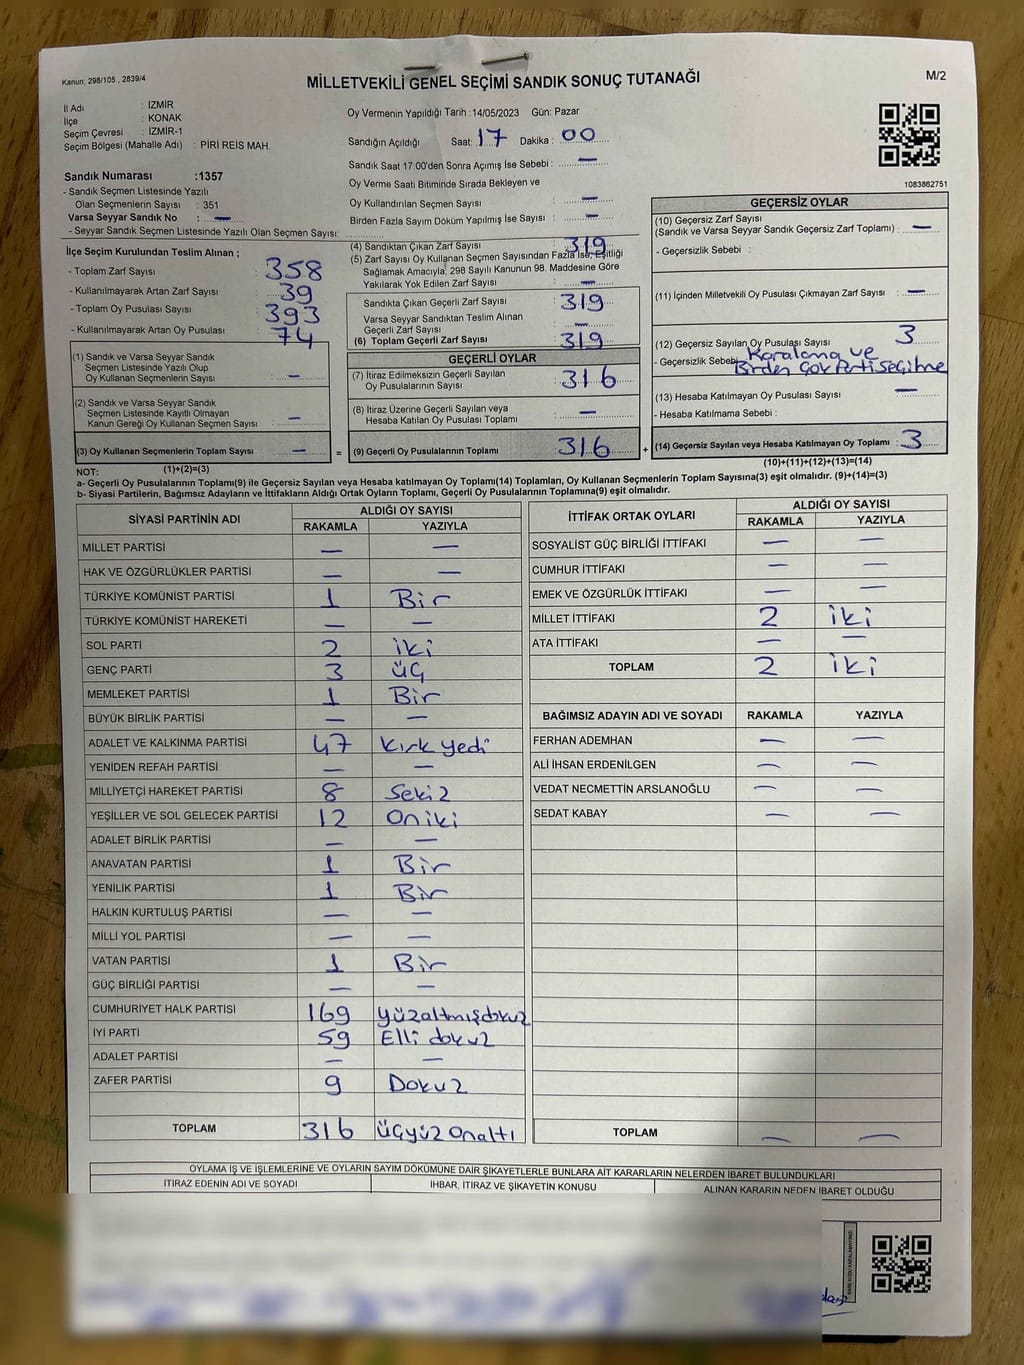 Kanun: 298/105 , 2839/4
MİLLETVEKİLİ GENEL SEÇİMİ SANDIK SONUÇ TUTANAĞI
M/2
İl Adı : İZMİR
İlçe : KONAK
Seçim Çevresi : İZMİR-1
Seçim Bölgesi (Mahalle Adı) : PİRİ REİS MAH.
Oy Vermenin Yapıldığı Tarih :14/05/2023 Gün: Pazar
Sandığın Açıldığı Saat: 17 Dakika : 00
Sandık Saat 17:00'den Sonra Açımış İse Sebebi : —
Oy Verme Saati Bitiminde Sırada Bekleyen ve
Oy Kullandırılan Seçmen Sayısı : —
Birden Fazla Sayım Döküm Yapılmış İse Sayısı : —
1083862751
Sandık Numarası :1357
- Sandık Seçmen Listesinde Yazılı
Olan Seçmenlerin Sayısı : 351
Varsa Seyyar Sandık No : —
- Seyyar Sandık Seçmen Listesinde Yazılı Olan Seçmen Sayısı:
İlçe Seçim Kurulundan Teslim Alınan ;
- Toplam Zarf Sayısı : 358
- Kullanılmayarak Artan Zarf Sayısı : 39
- Toplam Oy Pusulası Sayısı : 393
- Kullanılmayarak Artan Oy Pusulası : 74
(1) Sandık ve Varsa Seyyar Sandık
Seçmen Listesinde Yazılı Olup
Oy Kullanan Seçmenlerin Sayısı : —
(2) Sandık ve Varsa Seyyar Sandık
Seçmen Listesinde Kayıtlı Olmayan
Kanun Gereği Oy Kullanan Seçmen Sayısı : —
(3) Oy Kullanan Seçmenlerin Toplam Sayısı : —
(1)+(2)=(3)
(4) Sandıktan Çıkan Zarf Sayısı : 319
(5) Zarf Sayısı Oy Kullanan Seçmen Sayısından Fazla İse, Eşitliği
Sağlamak Amacıyla, 298 Sayılı Kanunun 98. Maddesine Göre
Yakılarak Yok Edilen Zarf Sayısı : —
Sandıkta Çıkan Geçerli Zarf Sayısı : 319
Varsa Seyyar Sandıktan Teslim Alınan
Geçerli Zarf Sayısı : —
(6) Toplam Geçerli Zarf Sayısı : 319
GEÇERLİ OYLAR
(7) İtiraz Edilmeksizin Geçerli Sayılan
Oy Pusulalarının Sayısı : 316
(8) İtiraz Üzerine Geçerli Sayılan veya
Hesaba Katılan Oy Pusulası Toplamı : —
= (9) Geçerli Oy Pusulalarının Toplamı : 316 +
GEÇERSİZ OYLAR
(10) Geçersiz Zarf Sayısı
(Sandık ve Varsa Seyyar Sandık Geçersiz Zarf Toplamı) : —
- Geçersizlik Sebebi :
(11) İçinden Milletvekili Oy Pusulası Çıkmayan Zarf Sayısı : —
(12) Geçersiz Sayılan Oy Pusulası Sayısı : 3
- Geçersizlik Sebebi: Karalama ve
Birden Çok Parti Seçilme
(13) Hesaba Katılmayan Oy Pusulası Sayısı : —
- Hesaba Katılmama Sebebi :
(14) Geçersiz Sayılan veya Hesaba Katılmayan Oy Toplamı : 3
(10)+(11)+(12)+(13)=(14)
NOT:
a- Geçerli Oy Pusulalarının Toplamı(9) ile Geçersiz Sayılan veya Hesaba katılmayan Oy Toplamı(14) Toplamları, Oy Kullanan Seçmenlerin Toplam Sayısına(3) eşit olmalıdır. (9)+(14)=(3)
b- Siyasi Partilerin, Bağımsız Adayların ve İttifakların Aldığı Ortak Oyların Toplamı, Geçerli Oy Pusulalarının Toplamına(9) eşit olmalıdır.
SİYASİ PARTİNİN ADI ALDIĞI OY SAYISI
RAKAMLA YAZIYLA
MİLLET PARTİSİ — —
HAK VE ÖZGÜRLÜKLER PARTİSİ — —
TÜRKİYE KOMÜNİST PARTİSİ 1 Bir
TÜRKİYE KOMÜNİST HAREKETİ — —
SOL PARTİ 2 iki
GENÇ PARTİ 3 üç
MEMLEKET PARTİSİ 1 Bir
BÜYÜK BİRLİK PARTİSİ — —
ADALET VE KALKINMA PARTİSİ 47 Kırk yedi
YENİDEN REFAH PARTİSİ — —
MİLLİYETÇİ HAREKET PARTİSİ 8 Sekiz
YEŞİLLER VE SOL GELECEK PARTİSİ 12 Oniki
ADALET BİRLİK PARTİSİ — —
ANAVATAN PARTİSİ 1 Bir
YENİLİK PARTİSİ 1 Bir
HALKIN KURTULUŞ PARTİSİ — —
MİLLİ YOL PARTİSİ — —
VATAN PARTİSİ 1 Bir
GÜÇ BİRLİĞİ PARTİSİ — —
CUMHURİYET HALK PARTİSİ 169 Yüzaltmışdokuz
İYİ PARTİ 59 Elli dokuz
ADALET PARTİSİ — —
ZAFER PARTİSİ 9 Dokuz
TOPLAM 316 üçyüz onaltı
İTTİFAK ORTAK OYLARI ALDIĞI OY SAYISI
RAKAMLA YAZIYLA
SOSYALİST GÜÇ BİRLİĞİ İTTİFAKI — —
CUMHUR İTTİFAKI — —
EMEK VE ÖZGÜRLÜK İTTİFAKI — —
MİLLET İTTİFAKI 2 iki
ATA İTTİFAKI — —
TOPLAM 2 iki
BAĞIMSIZ ADAYIN ADI VE SOYADI RAKAMLA YAZIYLA
FERHAN ADEMHAN — —
ALİ İHSAN ERDENİLGEN — —
VEDAT NECMETTİN ARSLANOĞLU — —
SEDAT KABAY — —
TOPLAM — —
OYLAMA İŞ VE İŞLEMLERİNE VE OYLARIN SAYIM DÖKÜMÜNE DAİR ŞİKAYETLERLE BUNLARA AİT KARARLARIN NELERDEN İBARET BULUNDUKLARI
İTİRAZ EDENİN ADI VE SOYADI İHBAR, İTİRAZ VE ŞİKAYETİN KONUSU ALINAN KARARIN NEDEN İBARET OLDUĞU
KARE KODU KARALAMAYINIZ!